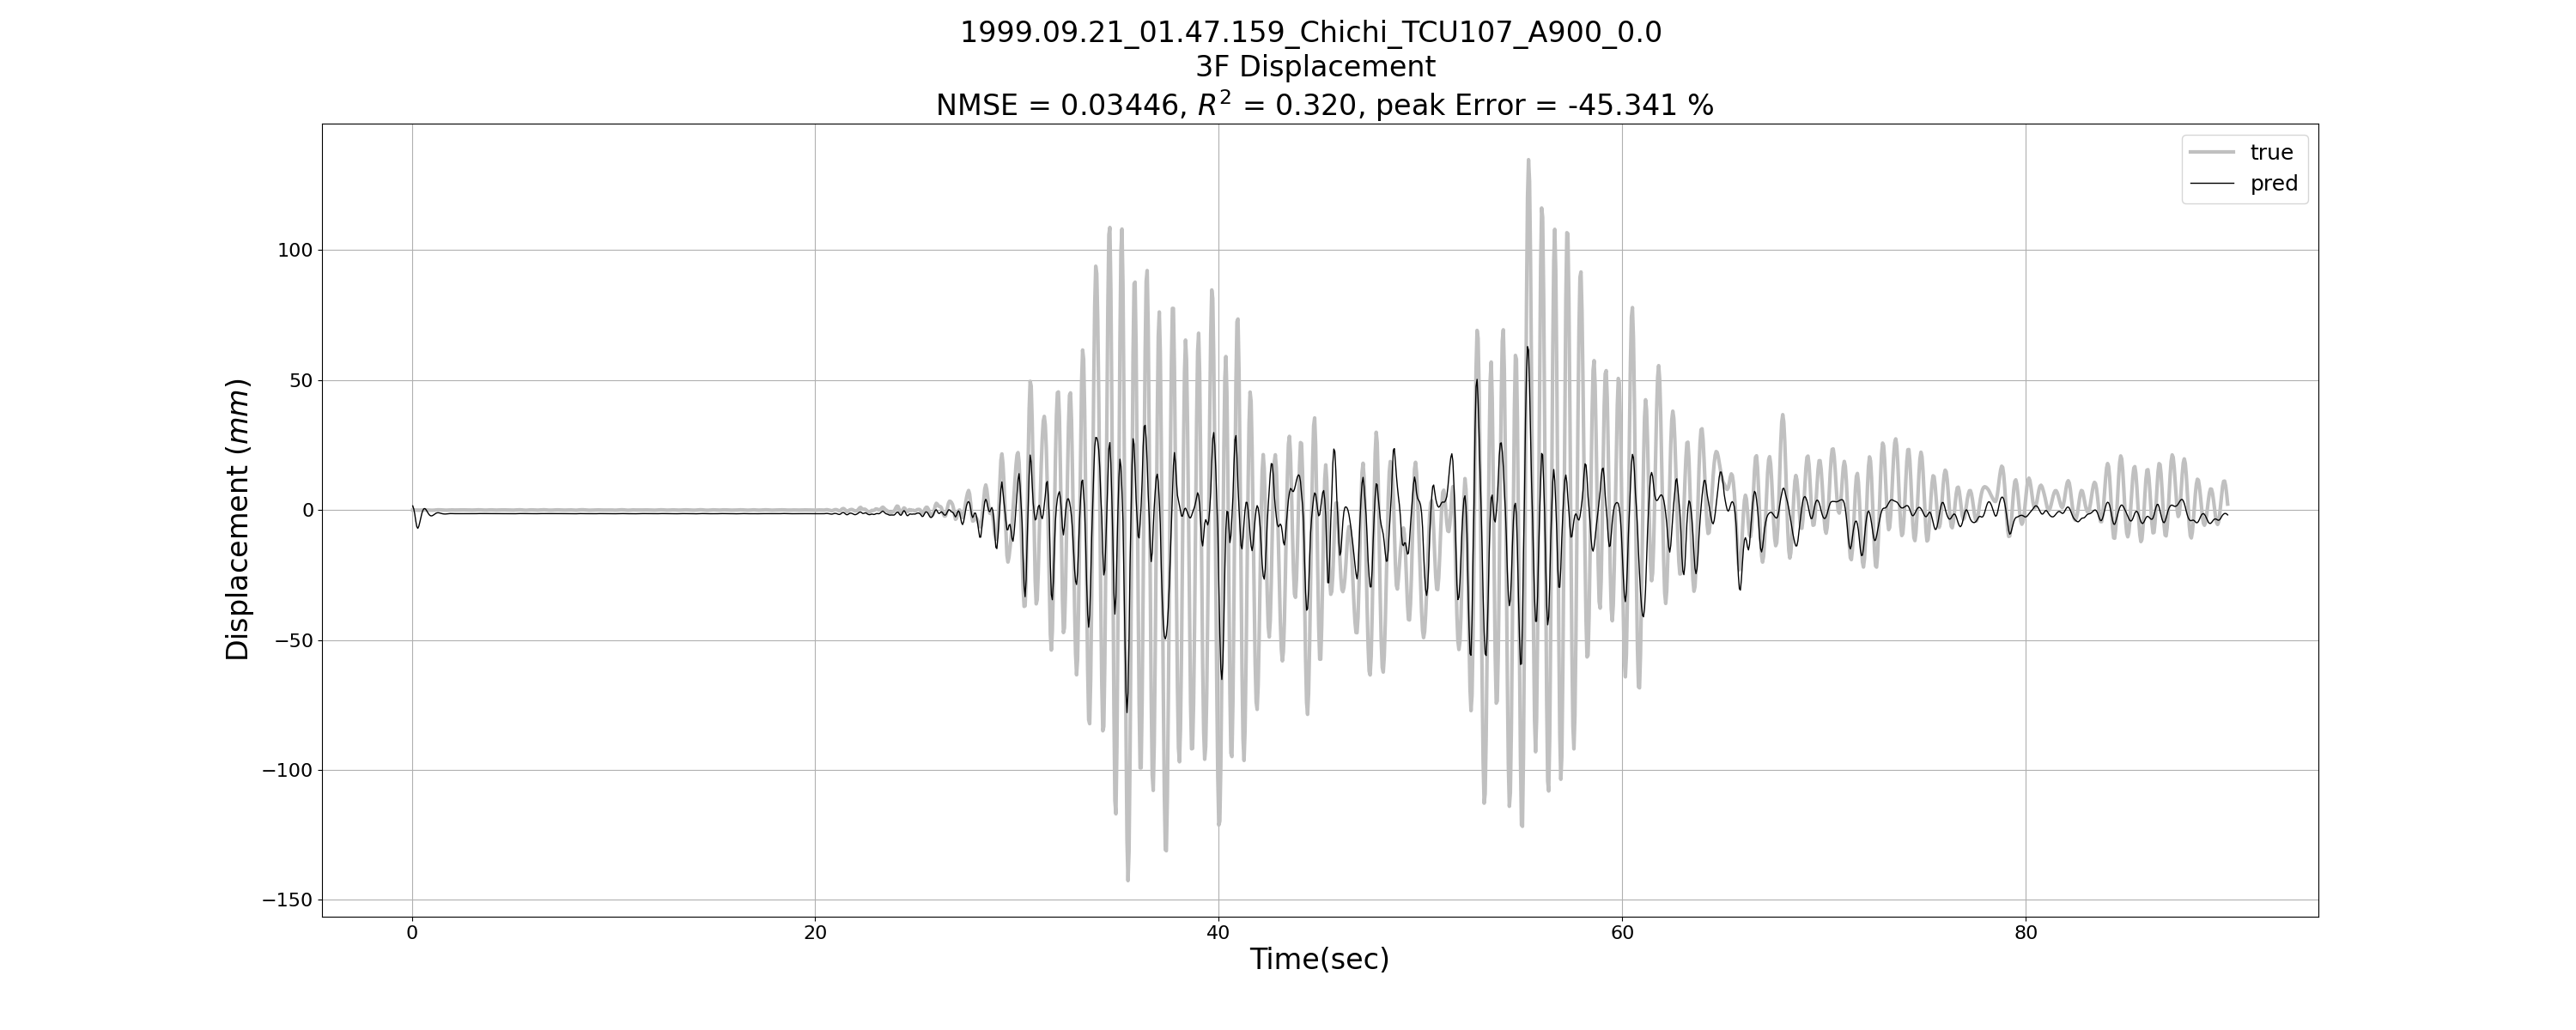 1999.09.21_01.47.159_Chichi_TCU107_A900_0.0
3F Displacement
NMSE = 0.03446, R² = 0.320, peak Error = -45.341 %
true
pred
Displacement (mm)
100
50
0
−50
−100
−150
0
20
40
60
80
Time(sec)